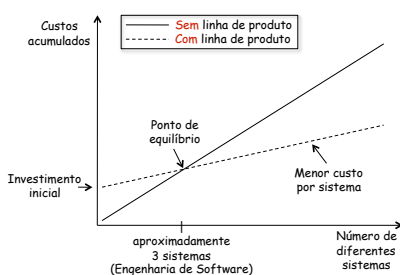 Custos
acumulados
Sem linha de produto
Com linha de produto
Ponto de
equilíbrio
Investimento
inicial
Menor custo
por sistema
aproximadamente
3 sistemas
(Engenharia de Software)
Número de
diferentes
sistemas